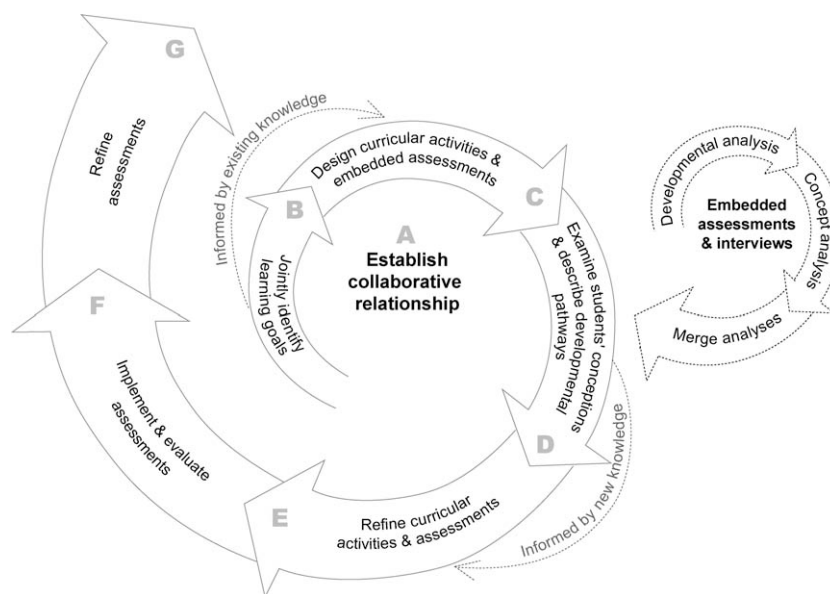 A
Establish
collaborative
relationship
B
Jointly identify
learning goals
Informed by existing knowledge
C
Design curricular activities &
embedded assessments
D
Examine students' conceptions
& describe developmental
pathways
Informed by new knowledge
E
Refine curricular
activities & assessments
F
Implement & evaluate
assessments
G
Refine
assessments
Developmental analysis
Concept analysis
Merge analyses
Embedded
assessments
& interviews